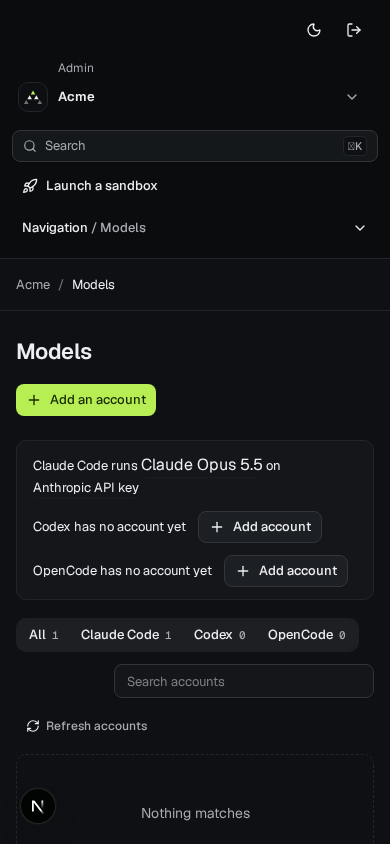 Admin
Acme
Search
K
Launch a sandbox
Navigation / Models
Acme / Models
Models
+ Add an account
Claude Code runs Claude Opus 5.5 on
Anthropic API key
Codex has no account yet + Add account
OpenCode has no account yet + Add account
All 1 Claude Code 1 Codex 0 OpenCode 0
Search accounts
Refresh accounts
Nothing matches
N